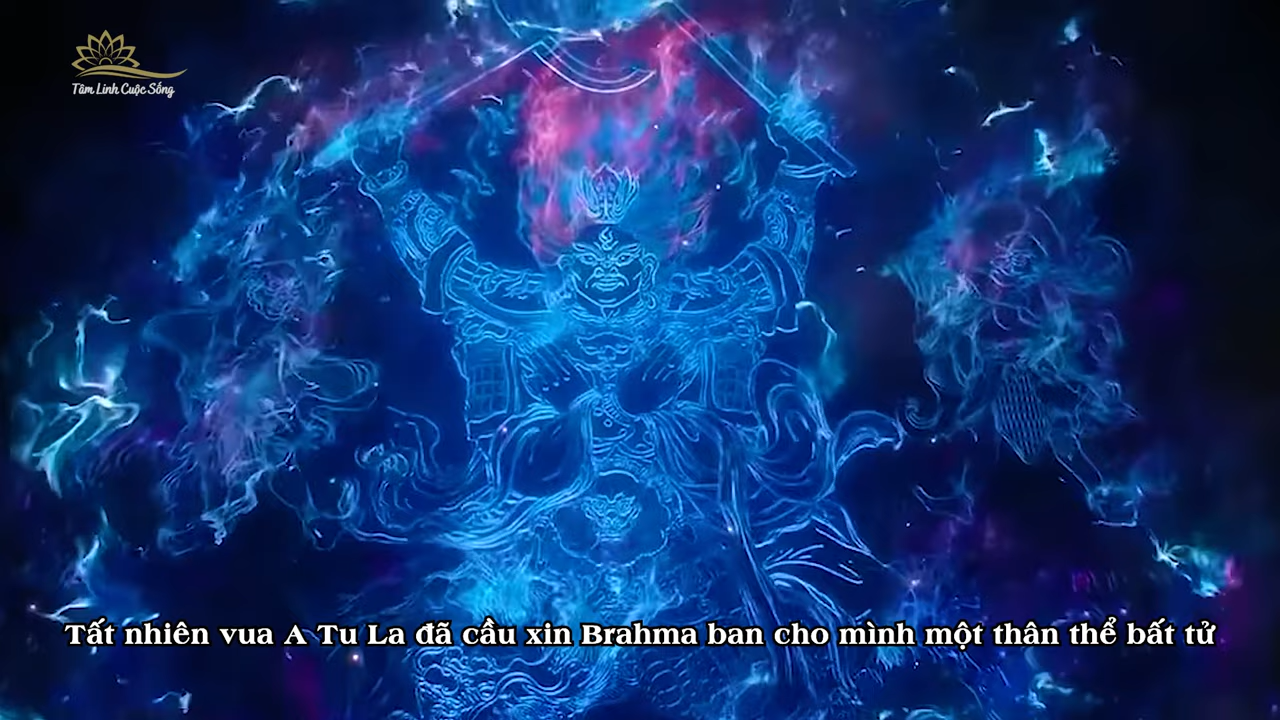 Tâm Linh Cuộc Sống
Tất nhiên vua A Tu La đã cầu xin Brahma ban cho mình một thân thể bất tử